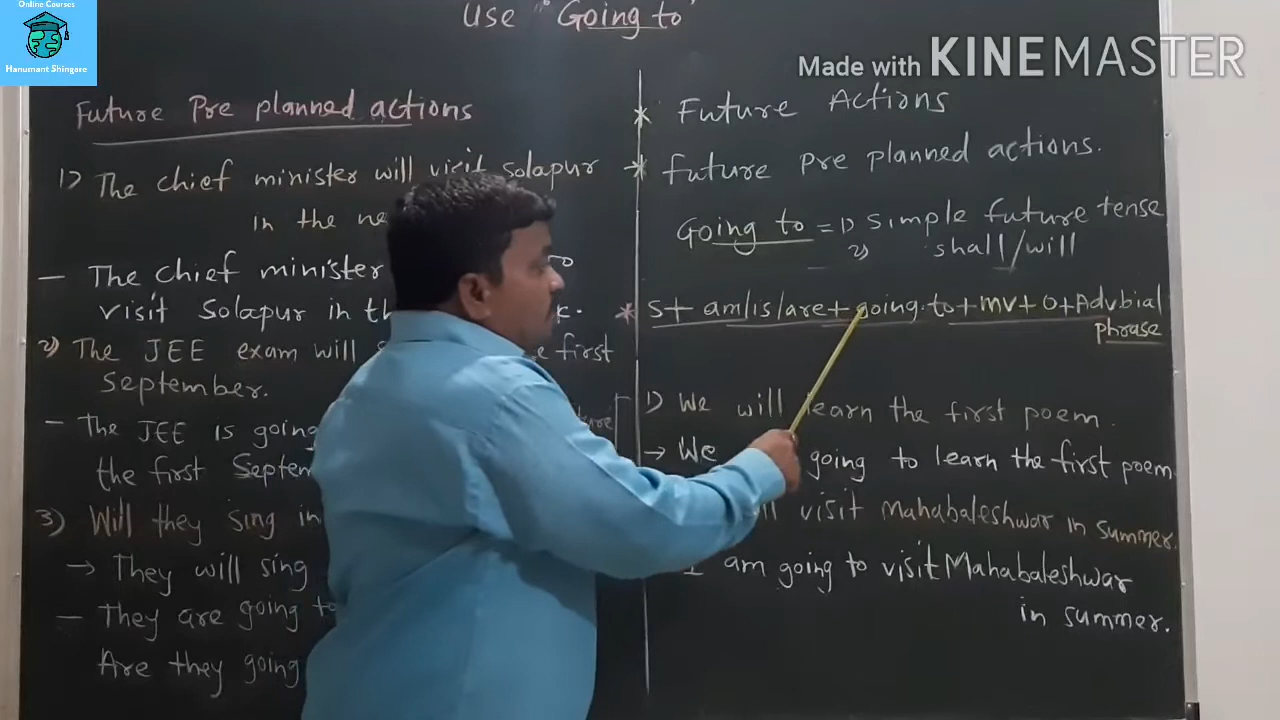 Online Courses
Hanumant Shingare
Made with KINEMASTER
Use "Going to"
Future Pre planned actions
1) The chief minister will visit Solapur
in the
- The chief minister to
visit Solapur in k.
2) The JEE exam will first
September.
- The JEE is going
the first
3) Will they sing in
→ They will sing
- They are going to
Are they going
* Future Actions
* Future Pre planned actions.
Going to = 1) Simple future tense
2) shall/will
* S+ am/is/are+going to+MV+O+Advbial
phrase
1) We will learn the first poem.
→ We going to learn the first poem.
visit Mahabaleshwar in summer.
I am going to visit Mahabaleshwar
in summer.